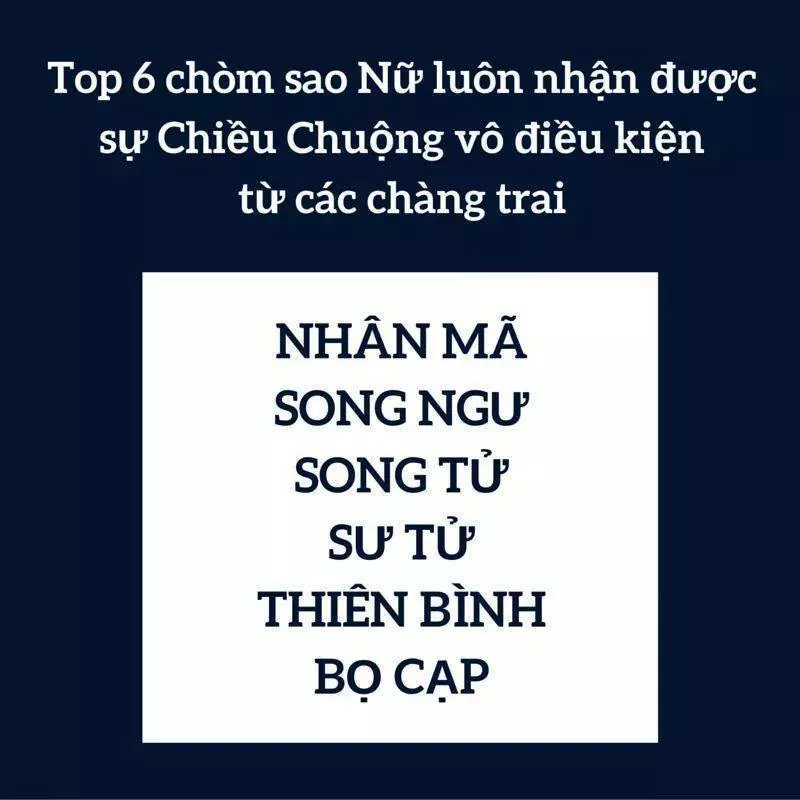 Top 6 chòm sao Nữ luôn nhận được
sự Chiều Chuộng vô điều kiện
từ các chàng trai
NHÂN MÃ
SONG NGƯ
SONG TỬ
SƯ TỬ
THIÊN BÌNH
BỌ CẠP